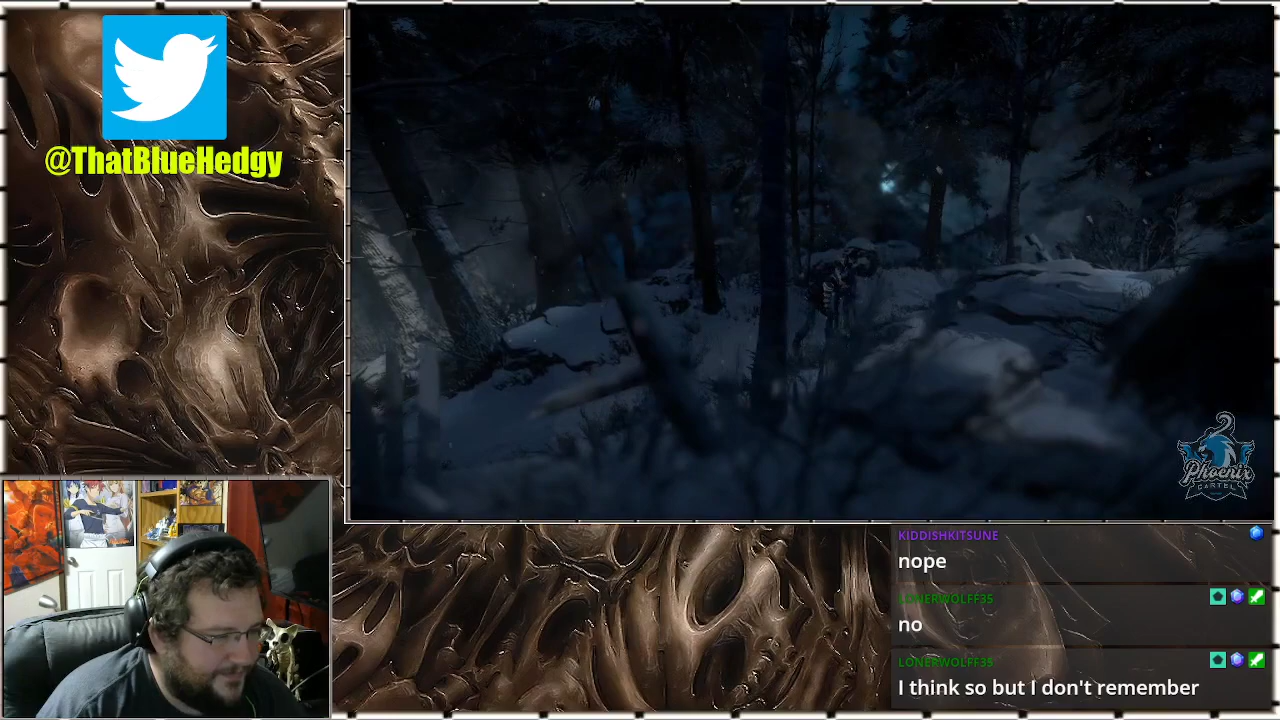 @ThatBlueHedgy
Phoenix
CARTEL
KIDDISHKITSUNE
nope
LONERWOLFF35
no
LONERWOLFF35
I think so but I don't remember